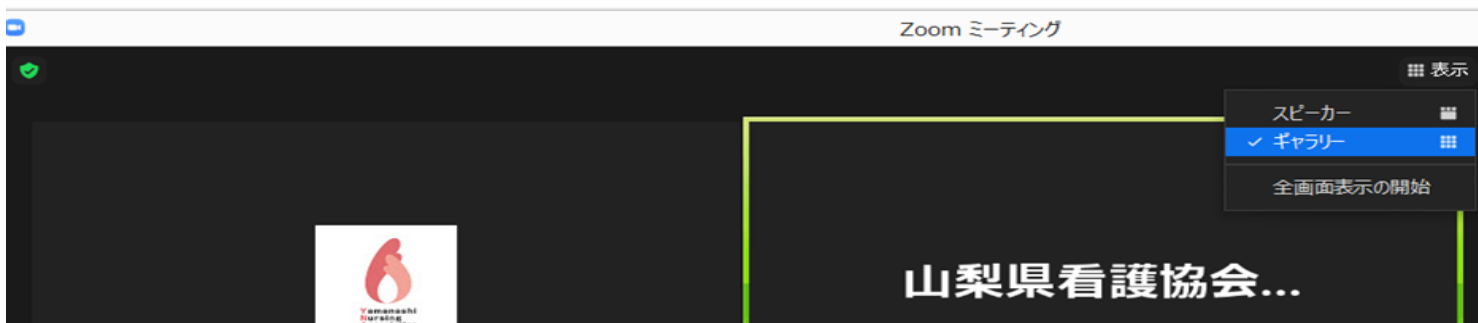 Zoom ミーティング
表示
スピーカー
ギャラリー
全画面表示の開始
山梨県看護協会...
Yamanashi
Nursing